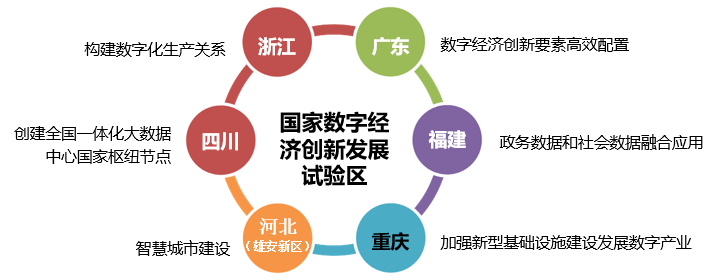 浙江
构建数字化生产关系
广东
数字经济创新要素高效配置
国家数字经
济创新发展
试验区
四川
创建全国一体化大数据
中心国家枢纽节点
福建
政务数据和社会数据融合应用
河北
（雄安新区）
智慧城市建设
重庆
加强新型基础设施建设发展数字产业